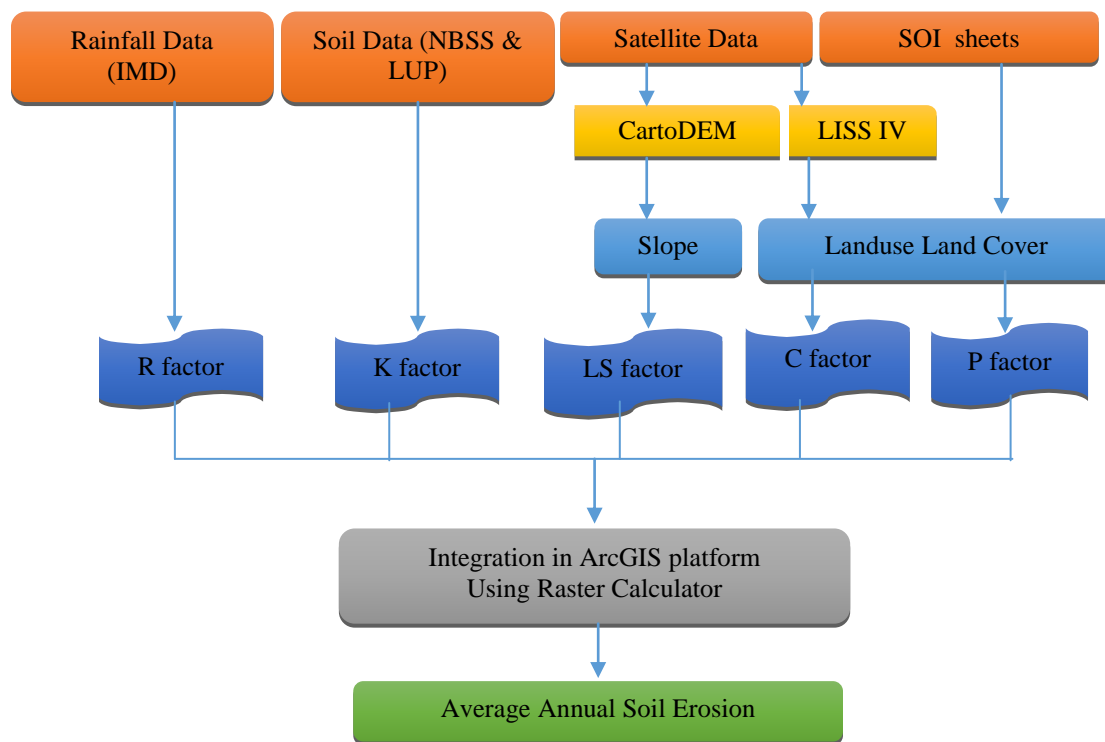 Rainfall Data
(IMD)
Soil Data (NBSS &
LUP)
Satellite Data
SOI sheets
CartoDEM
LISS IV
Slope
Landuse Land Cover
R factor
K factor
LS factor
C factor
P factor
Integration in ArcGIS platform
Using Raster Calculator
Average Annual Soil Erosion